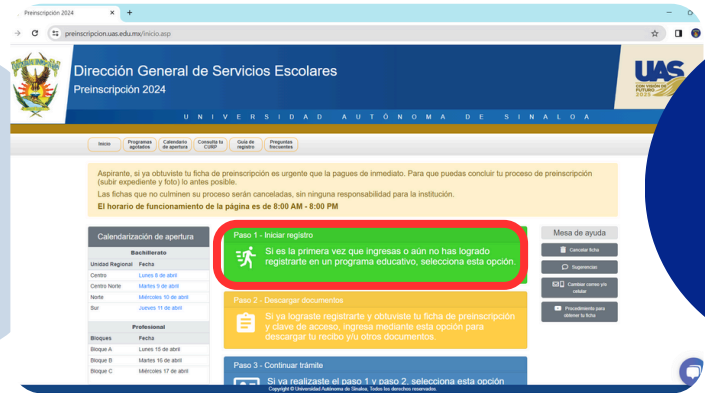 Preinscripción 2024
preinscripcion.uas.edu.mx/inicio.asp
Dirección General de Servicios Escolares
Preinscripción 2024
UAS
CON VISIÓN DE
FUTURO
2025
UNIVERSIDAD AUTÓNOMA DE SINALOA
Inicio
Programas agotados
Calendario de apertura
Consulta tu CURP
Guía de registro
Preguntas frecuentes
Aspirante, si ya obtuviste tu ficha de preinscripción es urgente que la pagues de inmediato. Para que puedas concluir tu proceso de preinscripción
(subir expediente y foto) lo antes posible.
Las fichas que no culminen su proceso serán canceladas, sin ninguna responsabilidad para la institución.
El horario de funcionamiento de la página es de 8:00 AM - 8:00 PM
Calendarización de apertura
Bachillerato
Unidad Regional Fecha
Centro Lunes 8 de abril
Centro Norte Martes 9 de abril
Norte Miércoles 10 de abril
Sur Jueves 11 de abril
Profesional
Bloques Fecha
Bloque A Lunes 15 de abril
Bloque B Martes 16 de abril
Bloque C Miércoles 17 de abril
Paso 1 - Iniciar registro
Si es la primera vez que ingresas o aún no has logrado
registrarte en un programa educativo, selecciona esta opción.
Paso 2 - Descargar documentos
Si ya lograste registrarte y obtuviste tu ficha de preinscripción
y clave de acceso, ingresa mediante esta opción para
descargar tu recibo y/u otros documentos.
Paso 3 - Continuar trámite
Si ya realizaste el paso 1 y paso 2, selecciona esta opción
Mesa de ayuda
Cancelar ficha
Sugerencias
Cambiar correo y/o
celular
Procedimiento para
obtener tu ficha
Copyright © Universidad Autónoma de Sinaloa, Todos los derechos reservados.